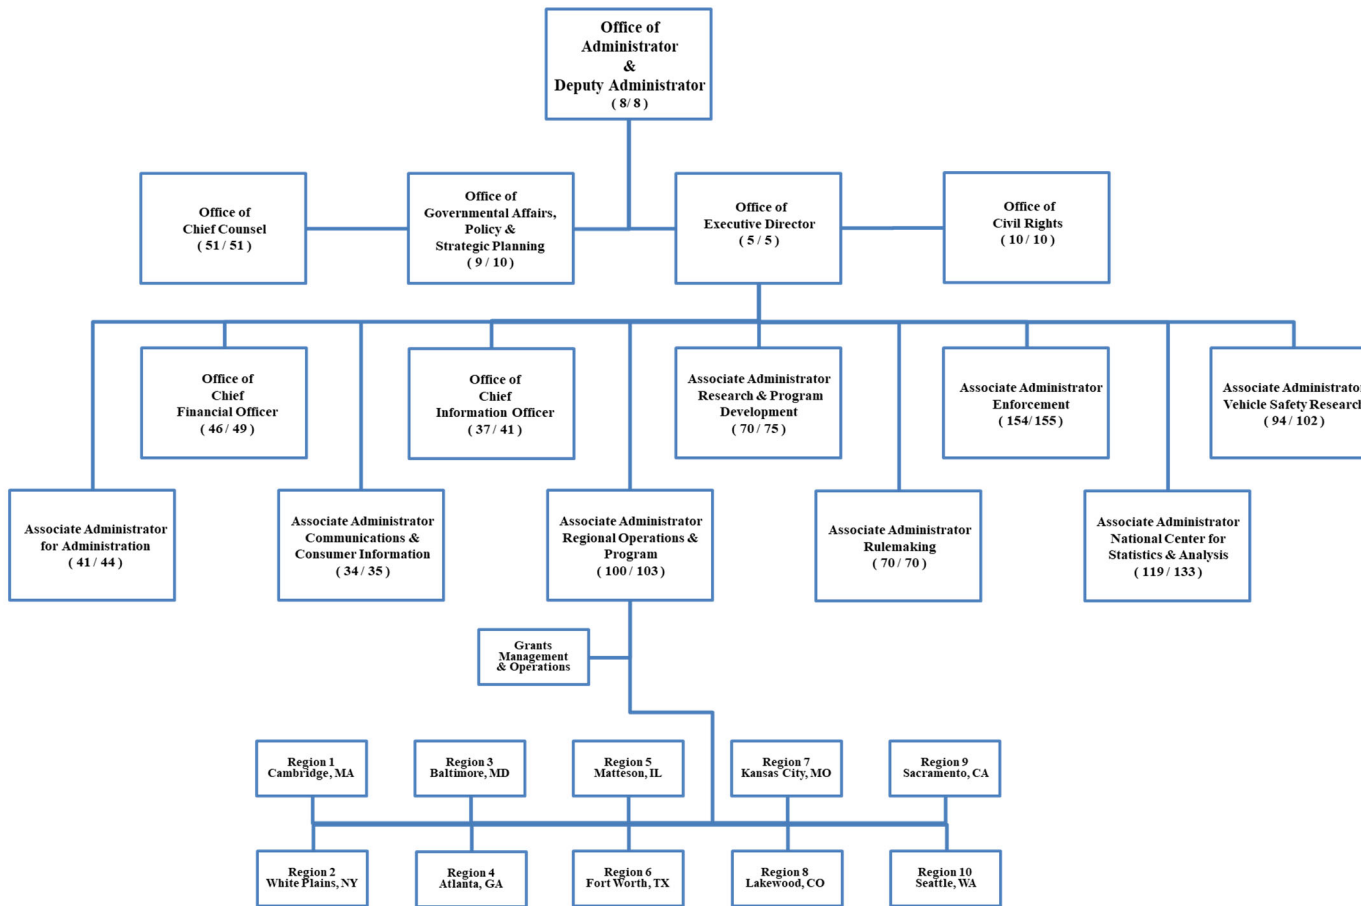 Office of
Administrator
&
Deputy Administrator
( 8/ 8 )
Office of
Chief Counsel
( 51 / 51 )
Office of
Governmental Affairs,
Policy &
Strategic Planning
( 9 / 10 )
Office of
Executive Director
( 5 / 5 )
Office of
Civil Rights
( 10 / 10 )
Office of
Chief
Financial Officer
( 46 / 49 )
Office of
Chief
Information Officer
( 37 / 41 )
Associate Administrator
Research & Program
Development
( 70 / 75 )
Associate Administrator
Enforcement
( 154/ 155 )
Associate Administrator
Vehicle Safety Research
( 94 / 102 )
Associate Administrator
for Administration
( 41 / 44 )
Associate Administrator
Communications &
Consumer Information
( 34 / 35 )
Associate Administrator
Regional Operations &
Program
( 100 / 103 )
Associate Administrator
Rulemaking
( 70 / 70 )
Associate Administrator
National Center for
Statistics & Analysis
( 119 / 133 )
Grants
Management
& Operations
Region 1
Cambridge, MA
Region 3
Baltimore, MD
Region 5
Matteson, IL
Region 7
Kansas City, MO
Region 9
Sacramento, CA
Region 2
White Plains, NY
Region 4
Atlanta, GA
Region 6
Fort Worth, TX
Region 8
Lakewood, CO
Region 10
Seattle, WA